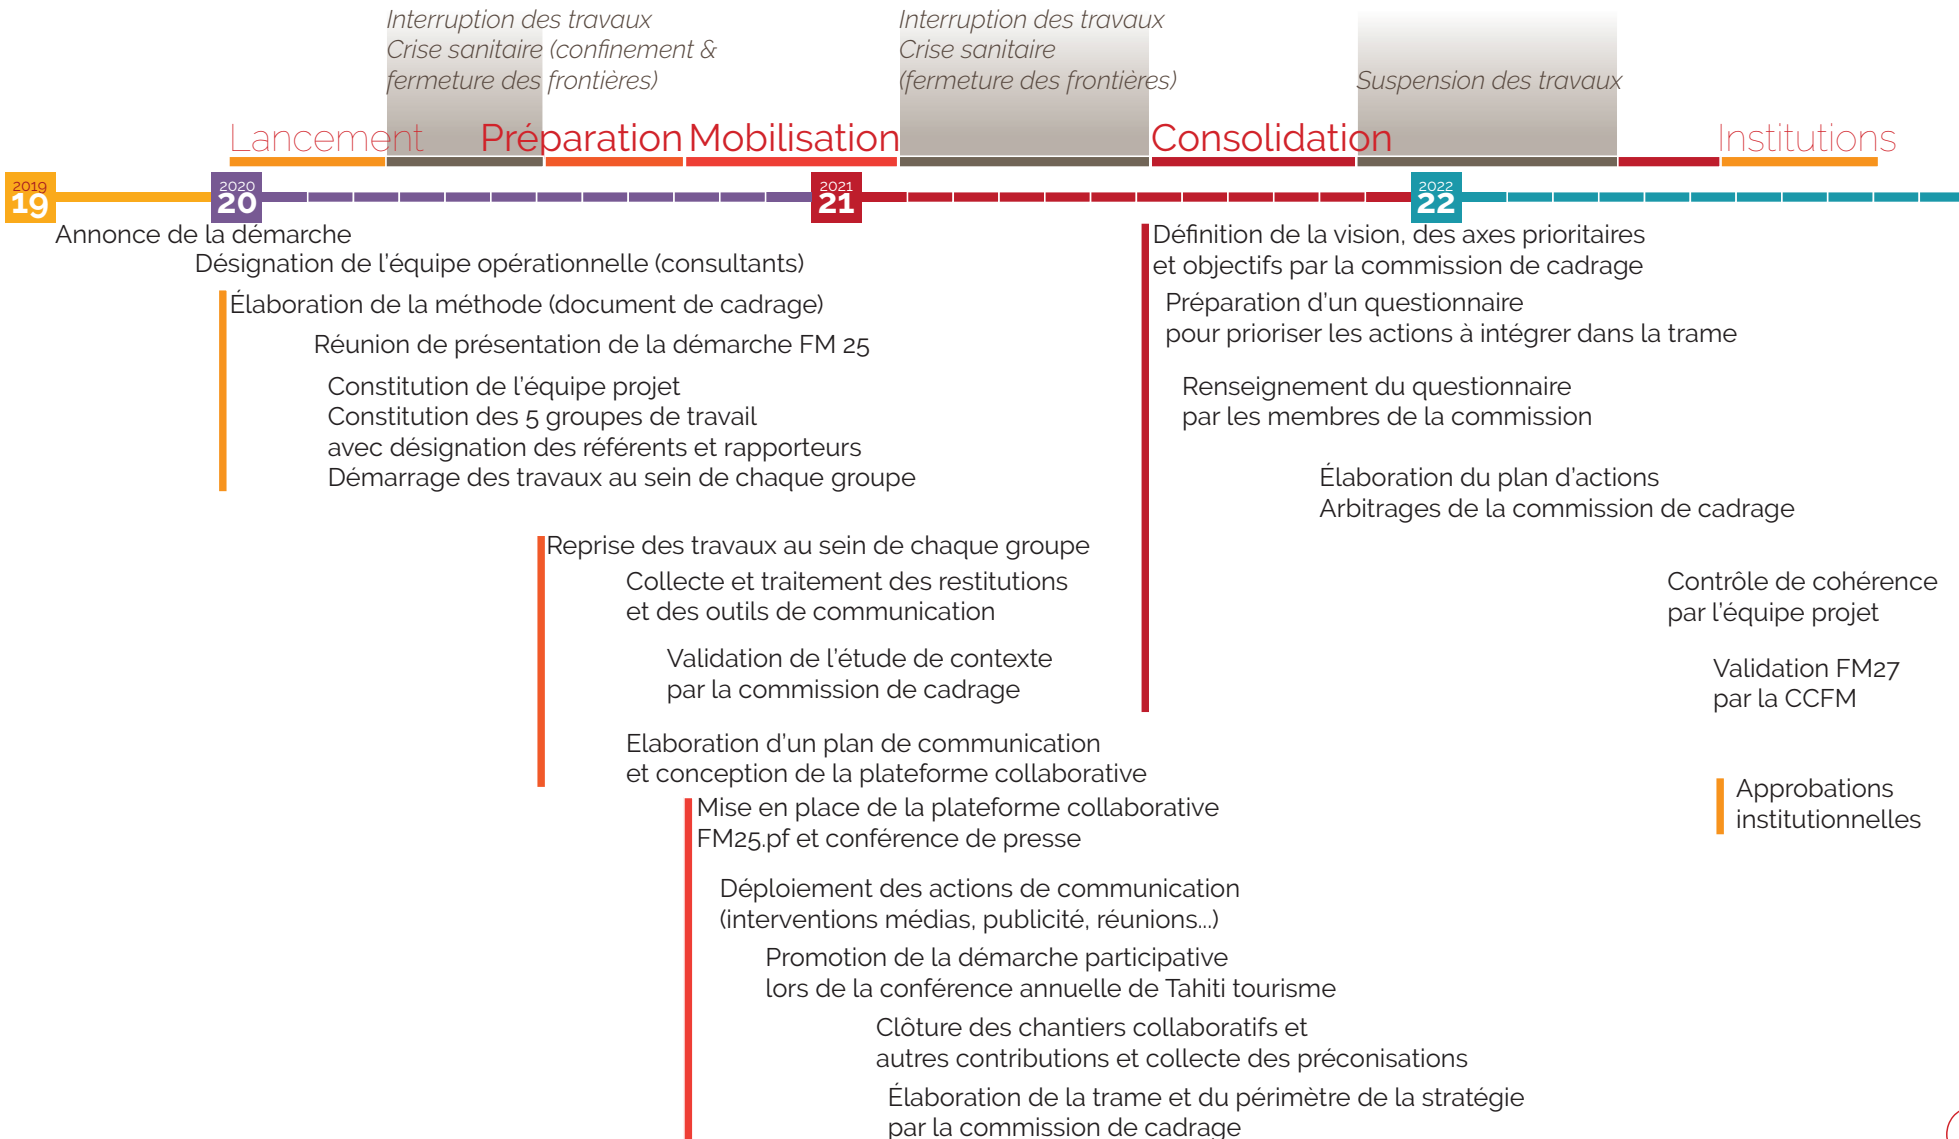 Interruption des travaux
Crise sanitaire (confinement &
fermeture des frontières)
Interruption des travaux
Crise sanitaire
(fermeture des frontières)
Suspension des travaux
Lancement
Préparation
Mobilisation
Consolidation
Institutions
2019
19
2020
20
2021
21
2022
22
Annonce de la démarche
Désignation de l'équipe opérationnelle (consultants)
Élaboration de la méthode (document de cadrage)
Réunion de présentation de la démarche FM 25
Constitution de l'équipe projet
Constitution des 5 groupes de travail
avec désignation des référents et rapporteurs
Démarrage des travaux au sein de chaque groupe
Reprise des travaux au sein de chaque groupe
Collecte et traitement des restitutions
et des outils de communication
Validation de l'étude de contexte
par la commission de cadrage
Elaboration d'un plan de communication
et conception de la plateforme collaborative
Mise en place de la plateforme collaborative
FM25.pf et conférence de presse
Déploiement des actions de communication
(interventions médias, publicité, réunions...)
Promotion de la démarche participative
lors de la conférence annuelle de Tahiti tourisme
Clôture des chantiers collaboratifs et
autres contributions et collecte des préconisations
Élaboration de la trame et du périmètre de la stratégie
par la commission de cadrage
Définition de la vision, des axes prioritaires
et objectifs par la commission de cadrage
Préparation d'un questionnaire
pour prioriser les actions à intégrer dans la trame
Renseignement du questionnaire
par les membres de la commission
Élaboration du plan d'actions
Arbitrages de la commission de cadrage
Contrôle de cohérence
par l'équipe projet
Validation FM27
par la CCFM
Approbations
institutionnelles